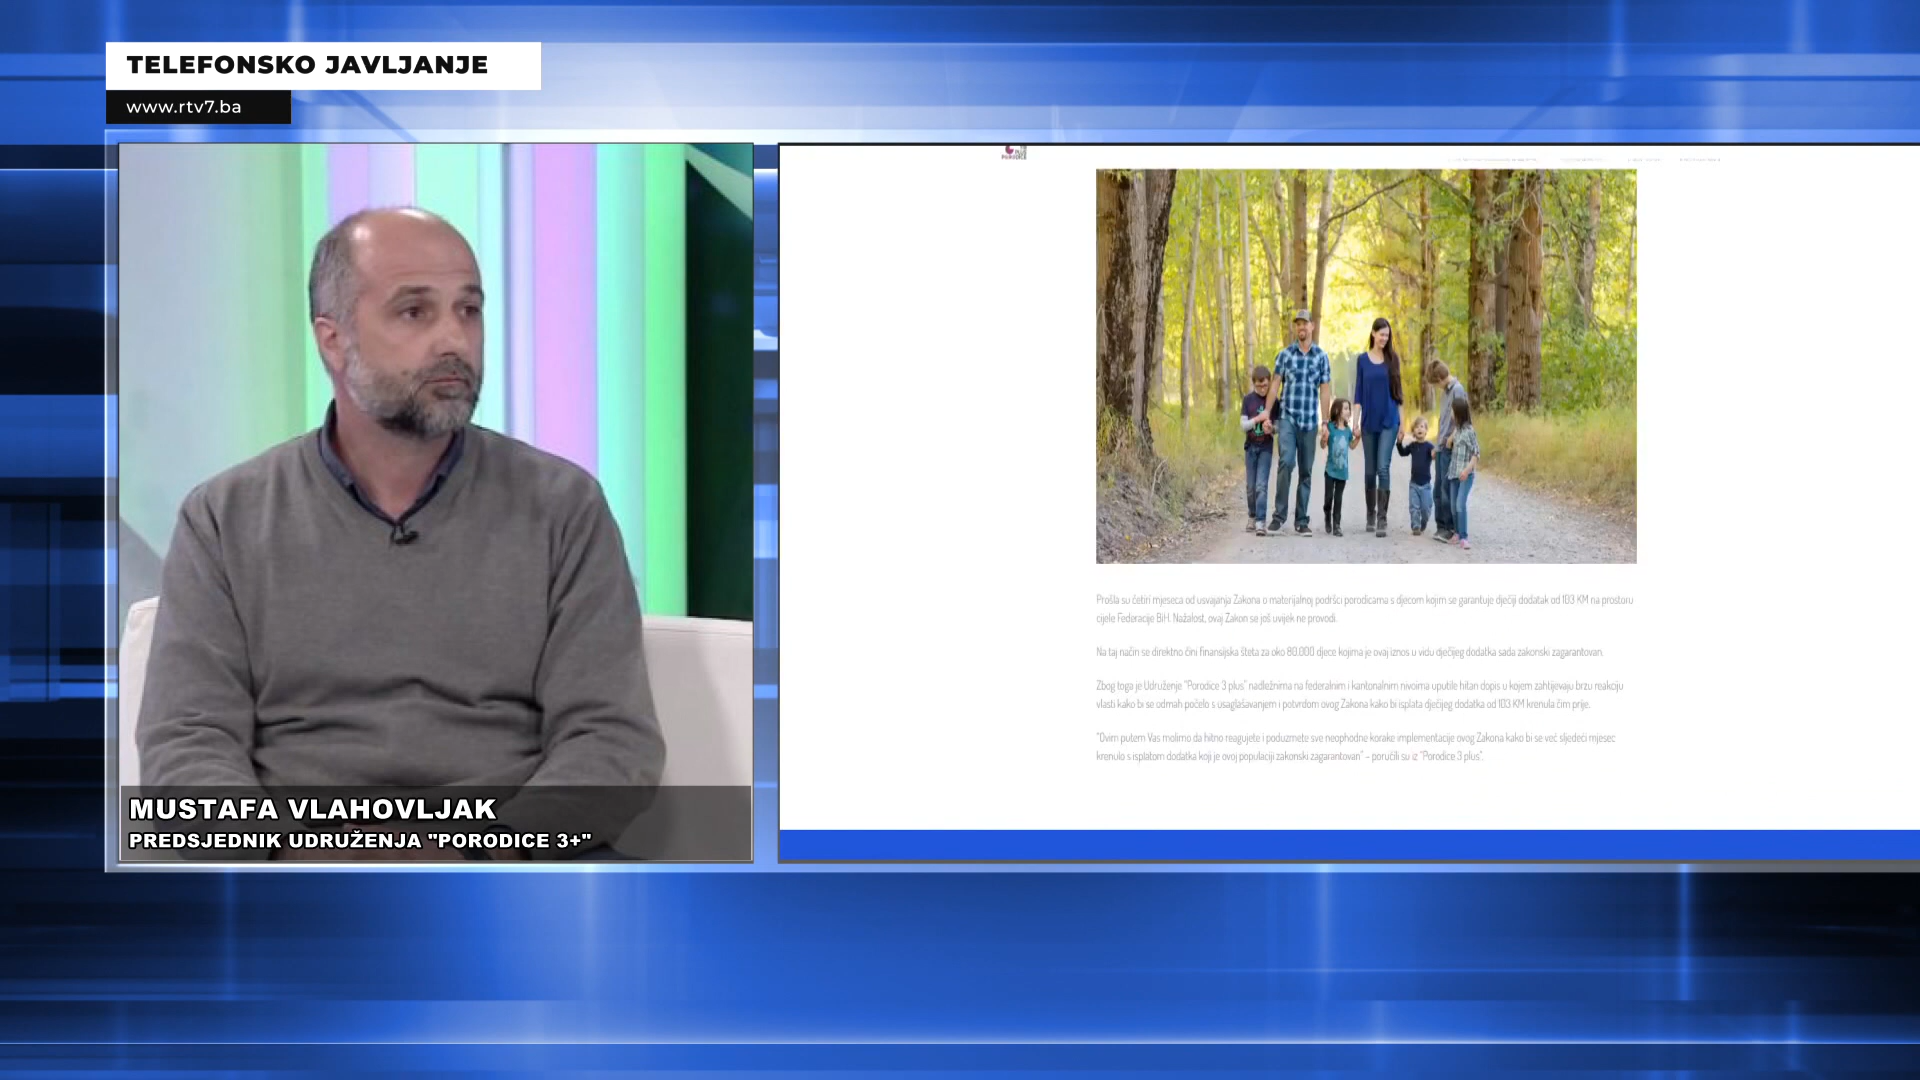 TELEFONSKO JAVLJANJE
www.rtv7.ba
PORODICE
Prošla su četiri mjeseca od usvajanja Zakona o materijalnoj podršci porodicama s djecom kojim se garantuje dječiji dodatak od 103 KM na prostoru
cijele Federacije BiH. Nažalost, ovaj Zakon se još uvijek ne provodi.
Na taj način se direktno čini finansijska šteta za oko 80.000 djece kojima je ovaj iznos u vidu dječijeg dodatka sada zakonski zagarantovan.
Zbog toga je Udruženje "Porodice 3 plus" nadležnima na federalnim i kantonalnim nivoima uputile hitan dopis u kojem zahtijevaju brzu reakciju
vlasti kako bi se odmah počelo s usaglašavanjem i potvrdom ovog Zakona kako bi isplata dječijeg dodatka od 103 KM krenula čim prije.
"Ovim putem Vas molimo da hitno reagujete i poduzmete sve neophodne korake implementacije ovog Zakona kako bi se već sljedeći mjesec
krenulo s isplatom dodatka koji je ovoj populaciji zakonski zagarantovan" – poručili su iz "Porodice 3 plus".
MUSTAFA VLAHOVLJAK
PREDSJEDNIK UDRUŽENJA "PORODICE 3+"